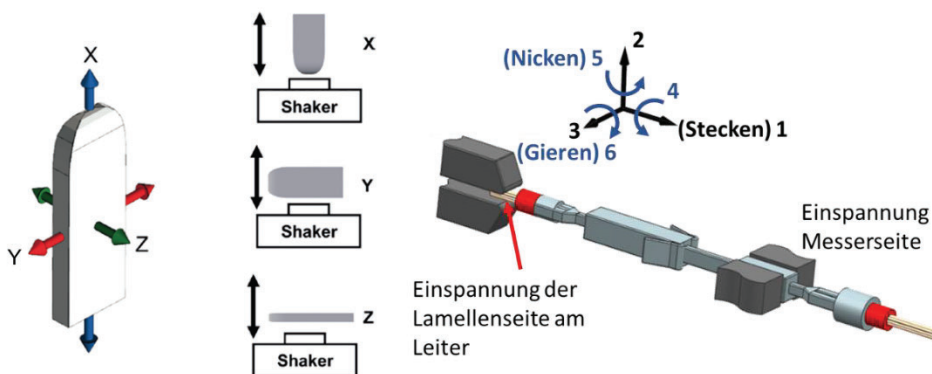 X
Y
Z
X
Shaker
Y
Shaker
Z
Shaker
2
(Nicken) 5
4
3
(Stecken) 1
(Gieren) 6
Einspannung der
Lamellenseite am
Leiter
Einspannung
Messerseite